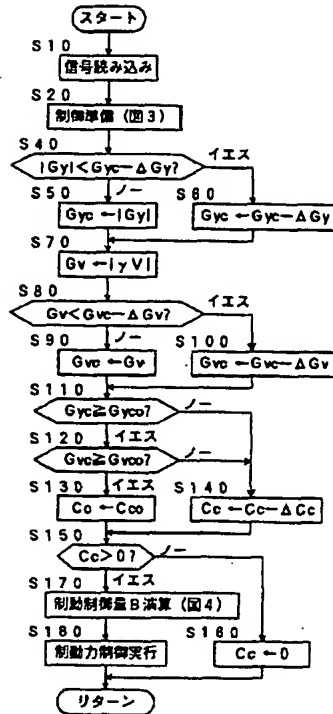 スタート
S10
信号読み込み
S20
制御準備（図3）
S40
|Gy|<Gyc−ΔGy?
イエス
S50
ノー
S60
Gyc←|Gy|
Gyc←Gyc−ΔGy
S70
Gv←|γV|
S80
Gv<Gvc−ΔGv?
イエス
S90
ノー
S100
Gvc←Gv
Gvc←Gvc−ΔGv
S110
Gyc≧Gyco?
ノー
S120
イエス
Gvc≧Gvco?
ノー
S130
イエス
S140
Cc←Cco
Cc←Cc−ΔCc
S150
Cc>0?
ノー
S170
イエス
制動制御量B演算（図4）
S180
S160
制動力制御実行
Cc←0
リターン